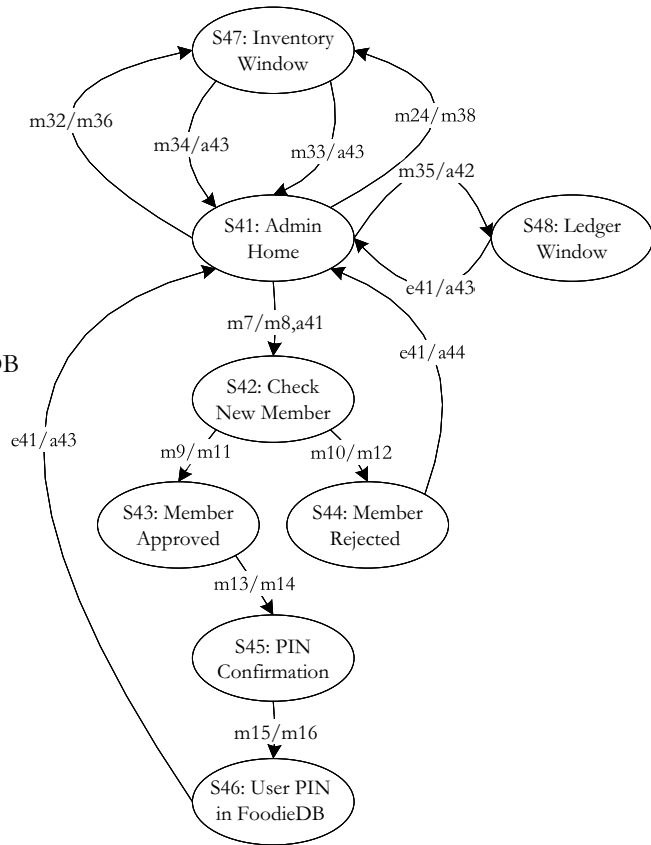 S47: Inventory
Window
m32/m36
m24/m38
m34/a43
m33/a43
m35/a42
S41: Admin
Home
S48: Ledger
Window
e41/a43
m7/m8,a41
e41/a44
S42: Check
New Member
e41/a43
m9/m11
m10/m12
S43: Member
Approved
S44: Member
Rejected
m13/m14
S45: PIN
Confirmation
m15/m16
S46: User PIN
in FoodieDB